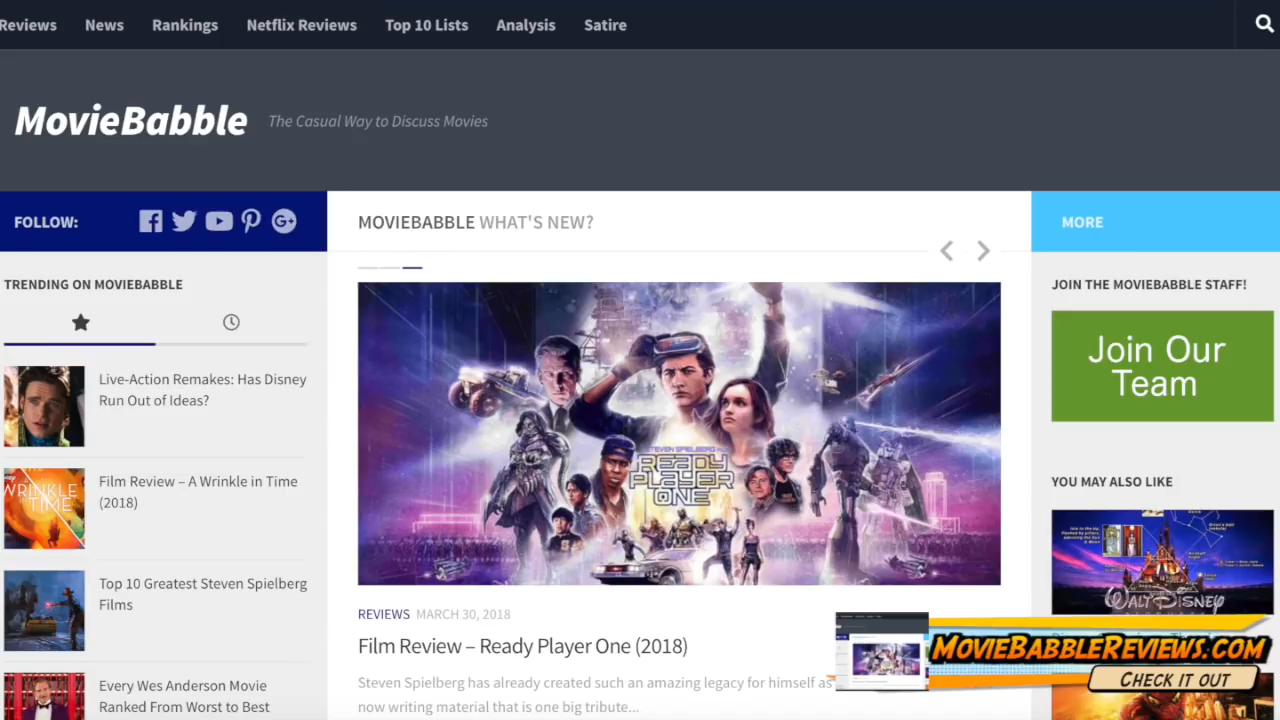 Reviews News Rankings Netflix Reviews Top 10 Lists Analysis Satire
MovieBabble The Casual Way to Discuss Movies
FOLLOW:
MOVIEBABBLE WHAT'S NEW?
MORE
TRENDING ON MOVIEBABBLE
Live-Action Remakes: Has Disney
Run Out of Ideas?
WRINKLE
TIME
Film Review – A Wrinkle in Time
(2018)
Top 10 Greatest Steven Spielberg
Films
Every Wes Anderson Movie
Ranked From Worst to Best
READY
PLAYER
ONE
REVIEWS MARCH 30, 2018
Film Review – Ready Player One (2018)
Steven Spielberg has already created such an amazing legacy for himself as
now writing material that is one big tribute...
JOIN THE MOVIEBABBLE STAFF!
Join Our
Team
YOU MAY ALSO LIKE
WALT DISNEY
MOVIEBABBLEREVIEWS.COM
CHECK IT OUT